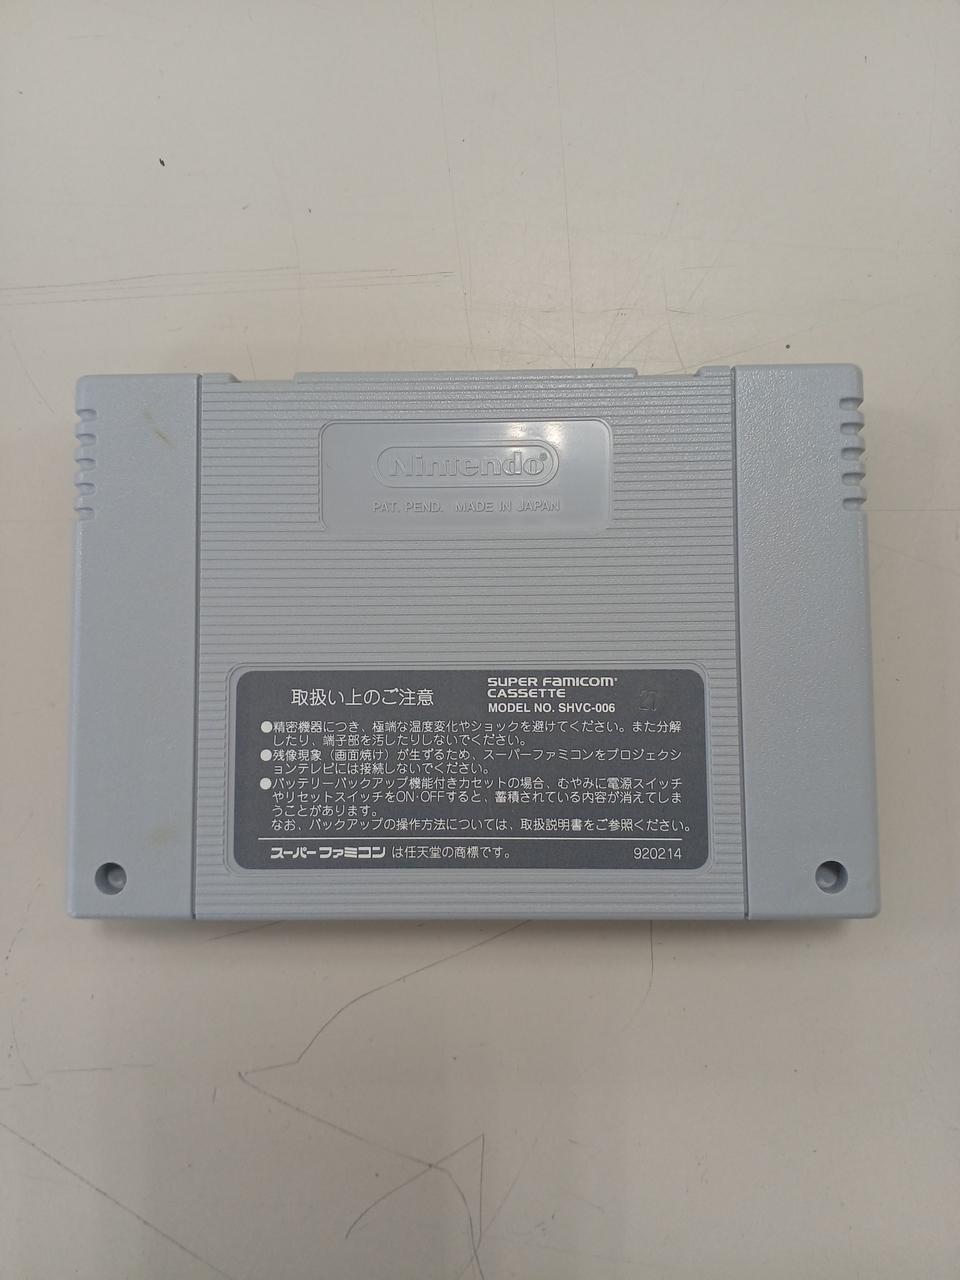 Nintendo®
PAT. PEND. MADE IN JAPAN
取扱い上のご注意
SUPER FAMICOM®
CASSETTE
MODEL NO. SHVC-006
27
●精密機器につき、極端な温度変化やショックを避けてください。また分解
したり、端子部を汚したりしないでください。
●残像現象(画面焼け)が生ずるため、スーパーファミコンをプロジェクシ
ョンテレビには接続しないでください。
●バッテリーバックアップ機能付きカセットの場合、むやみに電源スイッチ
やリセットスイッチをON・OFFすると、蓄積されている内容が消えてしま
うことがあります。
なお、バックアップの操作方法については、取扱説明書をご参照ください。
スーパーファミコン は任天堂の商標です。
920214